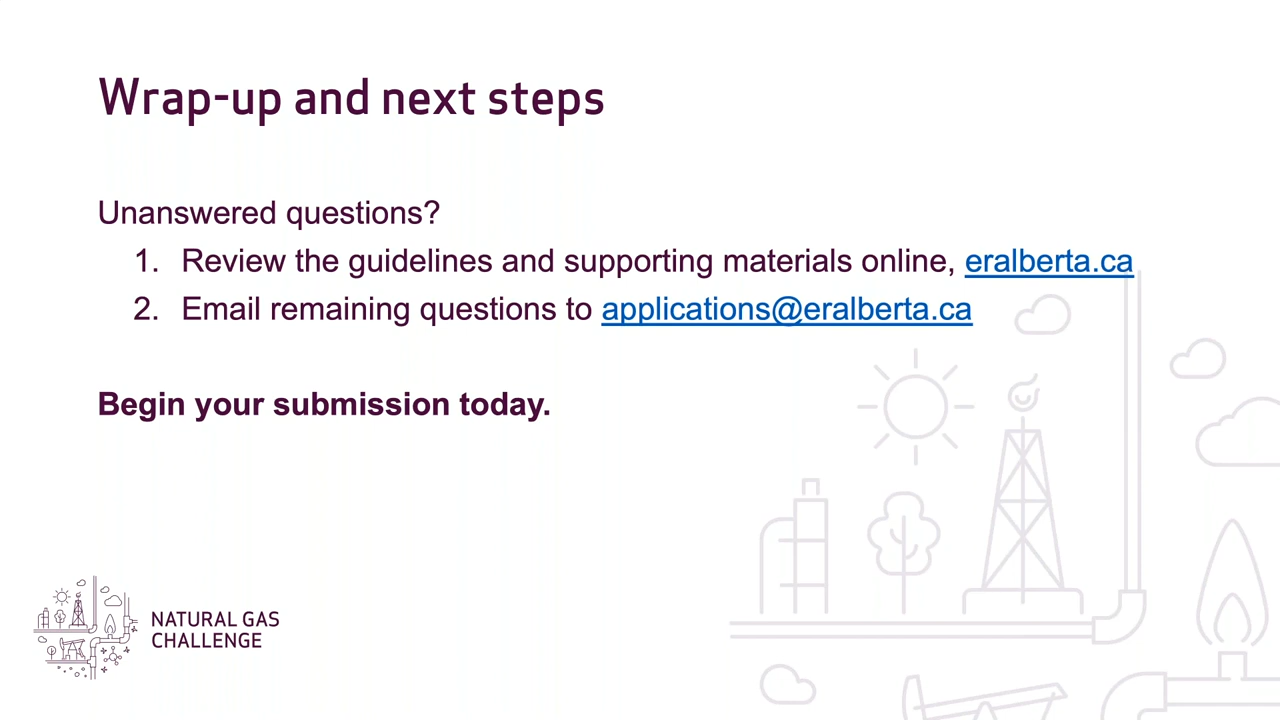 Wrap-up and next steps
Unanswered questions?
1. Review the guidelines and supporting materials online, eralberta.ca
2. Email remaining questions to applications@eralberta.ca
Begin your submission today.
NATURAL GAS
CHALLENGE